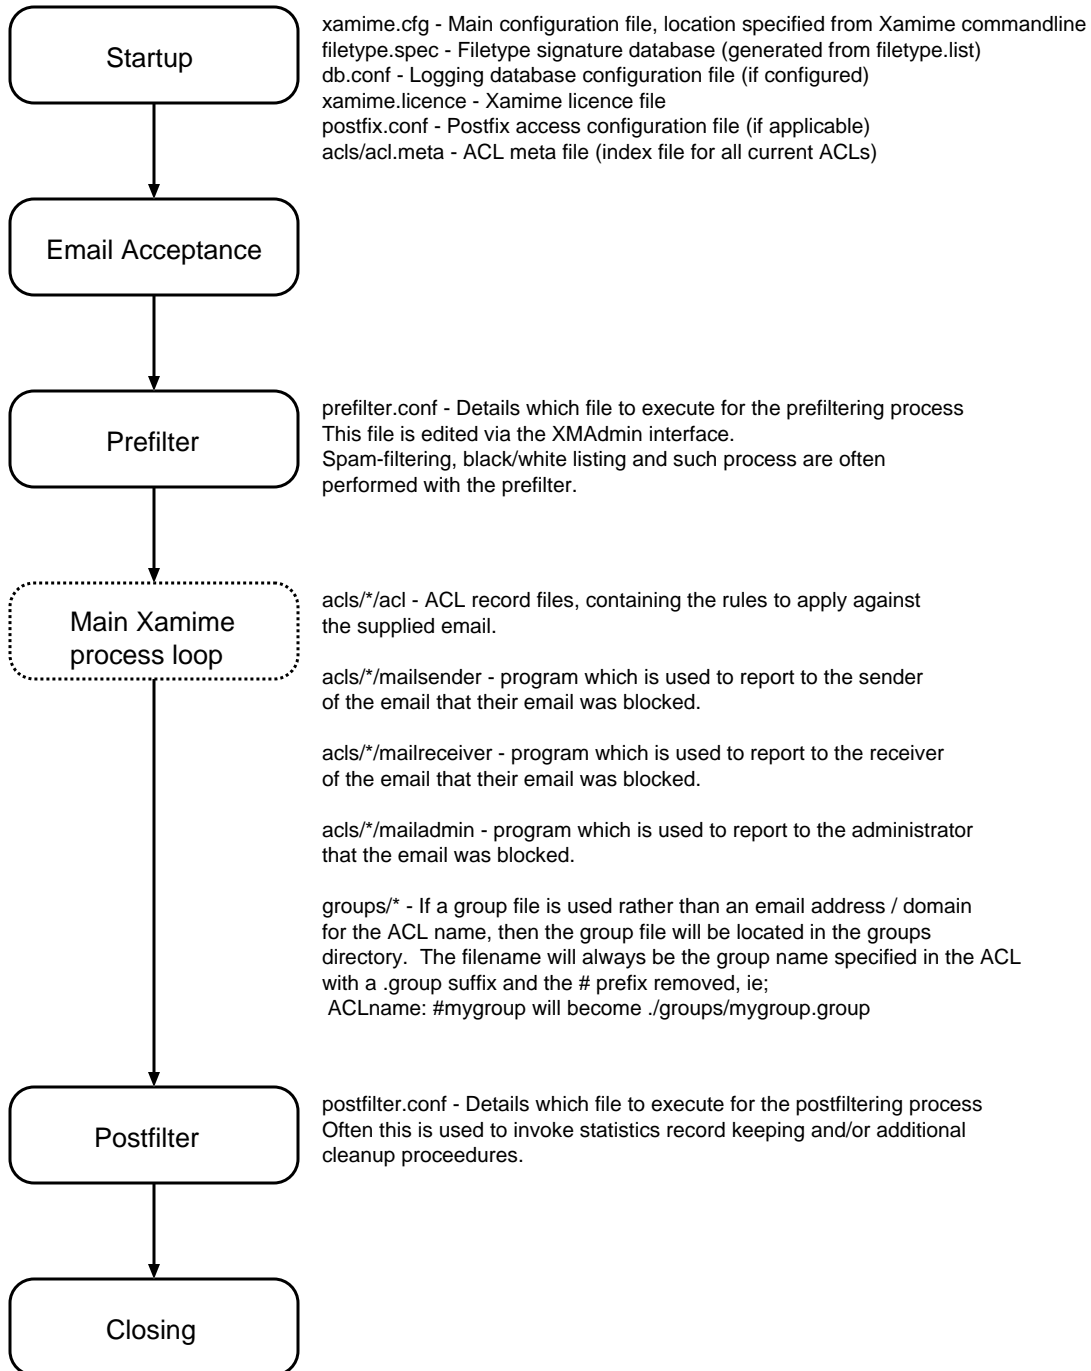 Startup
xamime.cfg - Main configuration file, location specified from Xamime commandline
filetype.spec - Filetype signature database (generated from filetype.list)
db.conf - Logging database configuration file (if configured)
xamime.licence - Xamime licence file
postfix.conf - Postfix access configuration file (if applicable)
acls/acl.meta - ACL meta file (index file for all current ACLs)
Email Acceptance
Prefilter
prefilter.conf - Details which file to execute for the prefiltering process
This file is edited via the XMAdmin interface.
Spam-filtering, black/white listing and such process are often
performed with the prefilter.
Main Xamime
process loop
acls/*/acl - ACL record files, containing the rules to apply against
the supplied email.
acls/*/mailsender - program which is used to report to the sender
of the email that their email was blocked.
acls/*/mailreceiver - program which is used to report to the receiver
of the email that their email was blocked.
acls/*/mailadmin - program which is used to report to the administrator
that the email was blocked.
groups/* - If a group file is used rather than an email address / domain
for the ACL name, then the group file will be located in the groups
directory.  The filename will always be the group name specified in the ACL
with a .group suffix and the # prefix removed, ie;
ACLname: #mygroup will become ./groups/mygroup.group
Postfilter
postfilter.conf - Details which file to execute for the postfiltering process
Often this is used to invoke statistics record keeping and/or additional
cleanup proceedures.
Closing